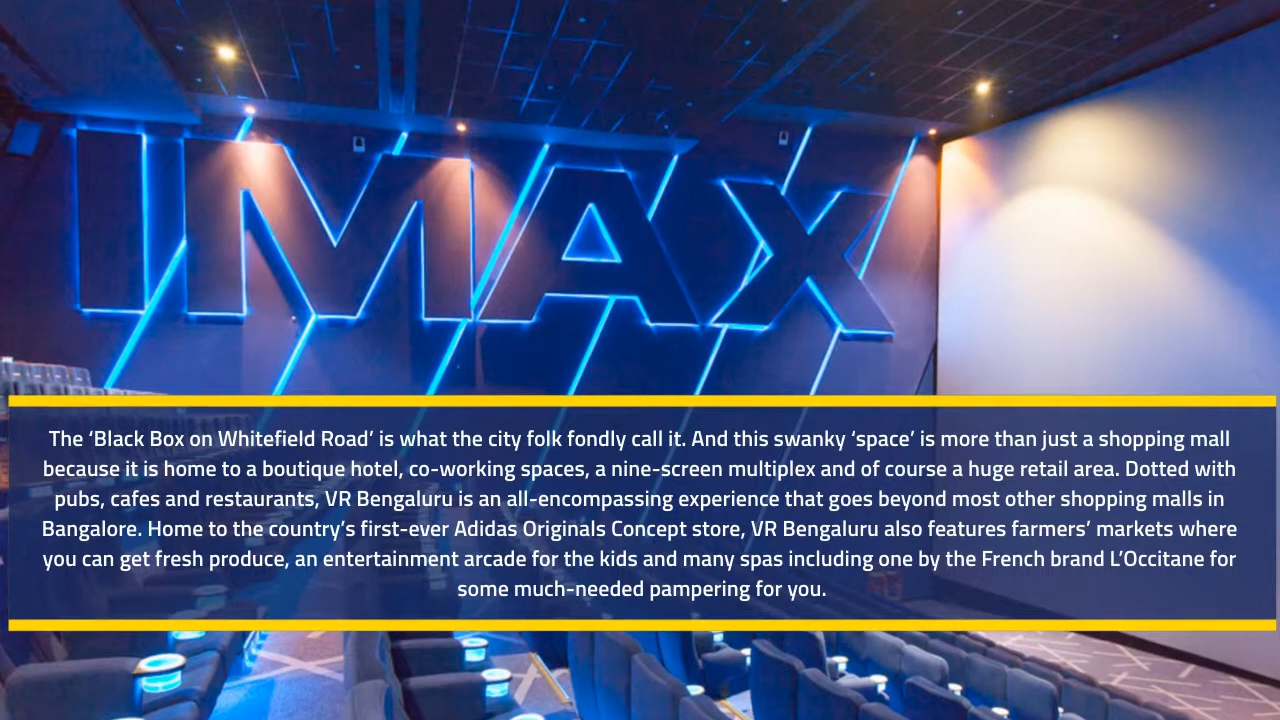 IMAX
The ‘Black Box on Whitefield Road’ is what the city folk fondly call it. And this swanky ‘space’ is more than just a shopping mall
because it is home to a boutique hotel, co-working spaces, a nine-screen multiplex and of course a huge retail area. Dotted with
pubs, cafes and restaurants, VR Bengaluru is an all-encompassing experience that goes beyond most other shopping malls in
Bangalore. Home to the country’s first-ever Adidas Originals Concept store, VR Bengaluru also features farmers’ markets where
you can get fresh produce, an entertainment arcade for the kids and many spas including one by the French brand L’Occitane for
some much-needed pampering for you.